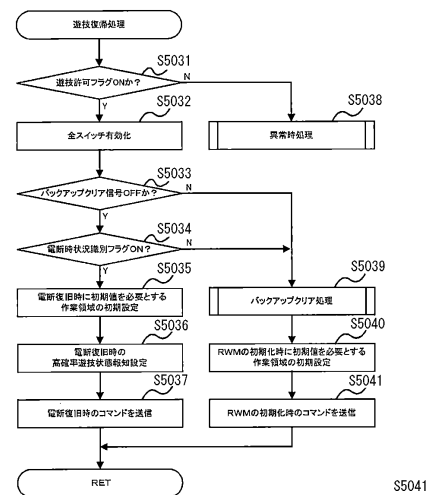 遊技復帰処理
S5031
遊技許可フラグONか?
N
Y
S5032
全スイッチ有効化
S5038
異常時処理
S5033
バックアップクリア信号OFFか?
N
Y
S5034
電断時状況識別フラグON?
N
Y
S5035
電断復旧時に初期値を必要とする
作業領域の初期設定
S5039
バックアップクリア処理
S5036
電断復旧時の
高確率遊技状態報知設定
S5040
RWMの初期化時に初期値を必要とする
作業領域の初期設定
S5037
電断復旧時のコマンドを送信
S5041
RWMの初期化時のコマンドを送信
RET
S5041